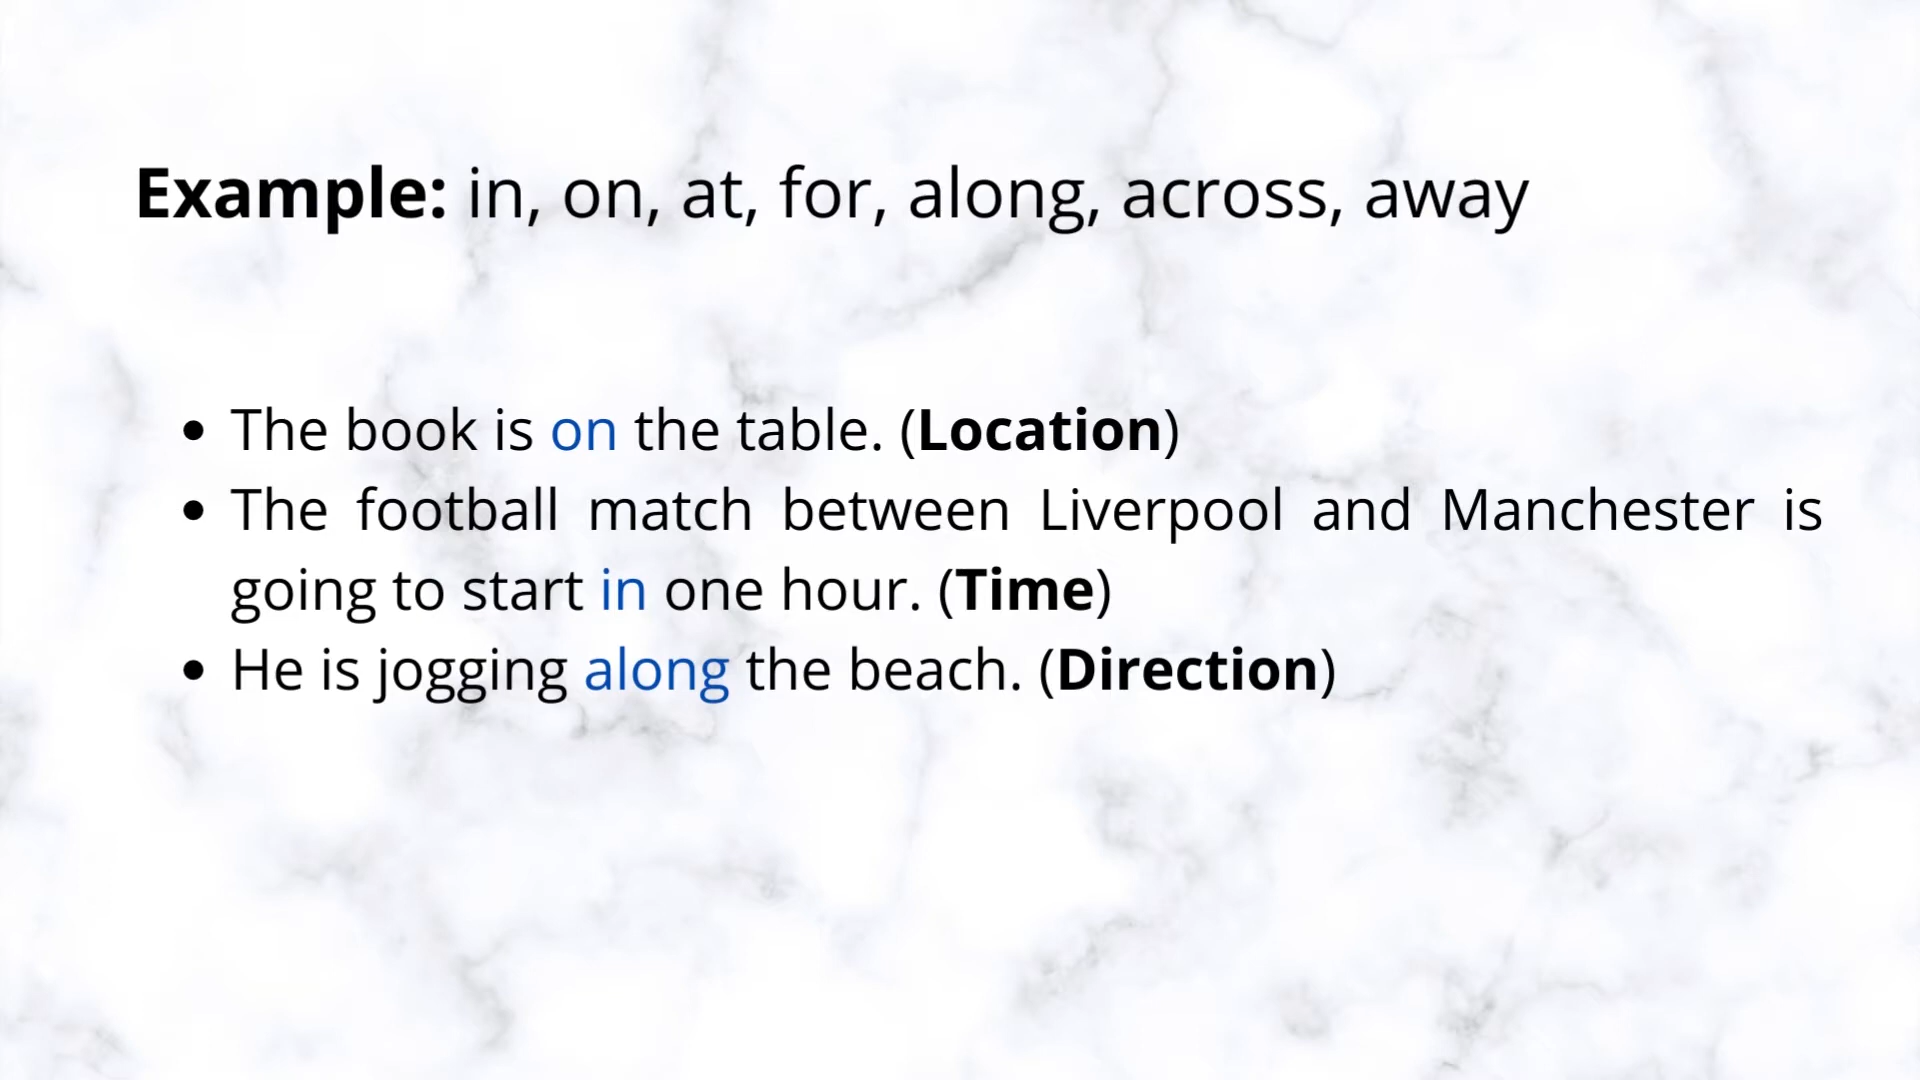 Example: in, on, at, for, along, across, away
• The book is on the table. (Location)
• The football match between Liverpool and Manchester is
going to start in one hour. (Time)
• He is jogging along the beach. (Direction)